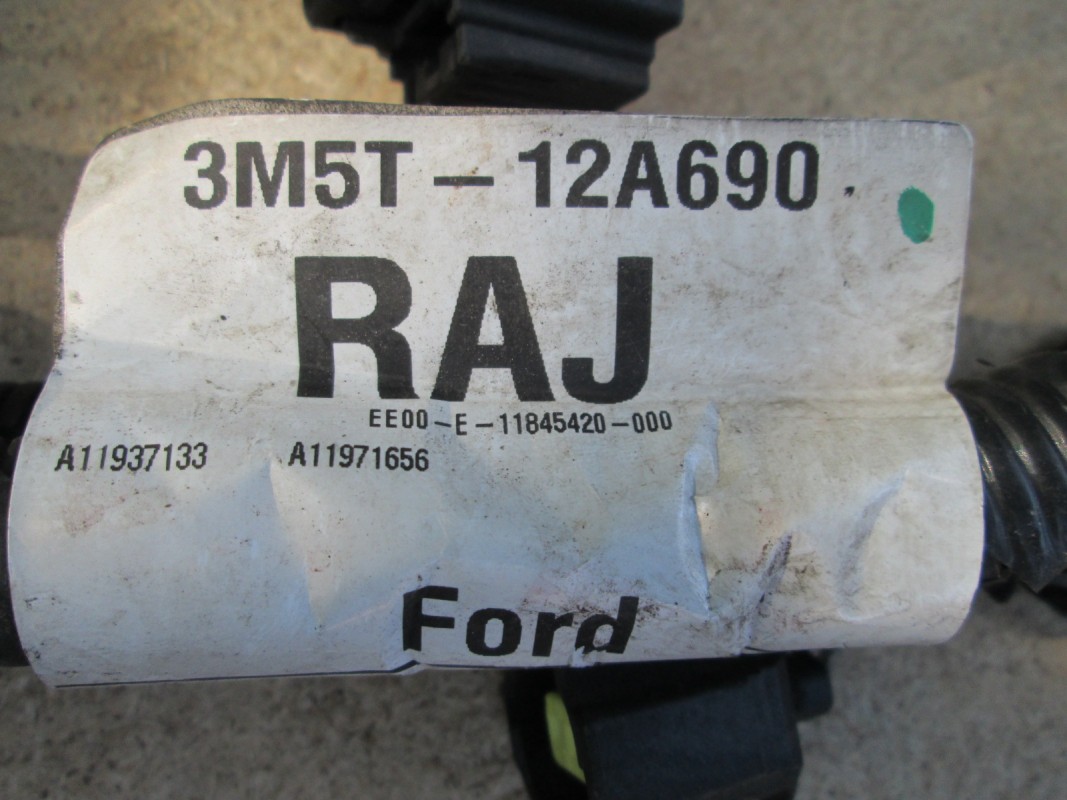 3M5T - 12A690
RAJ
EE00-E-11845420-000
A11937133 A11971656
Ford